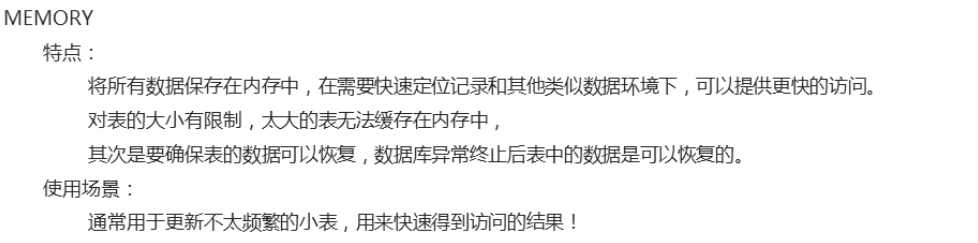 MEMORY
特点：
将所有数据保存在内存中，在需要快速定位记录和其他类似数据环境下，可以提供更快的访问。
对表的大小有限制，太大的表无法缓存在内存中，
其次是要确保表的数据可以恢复，数据库异常终止后表中的数据是可以恢复的。
使用场景：
通常用于更新不太频繁的小表，用来快速得到访问的结果！